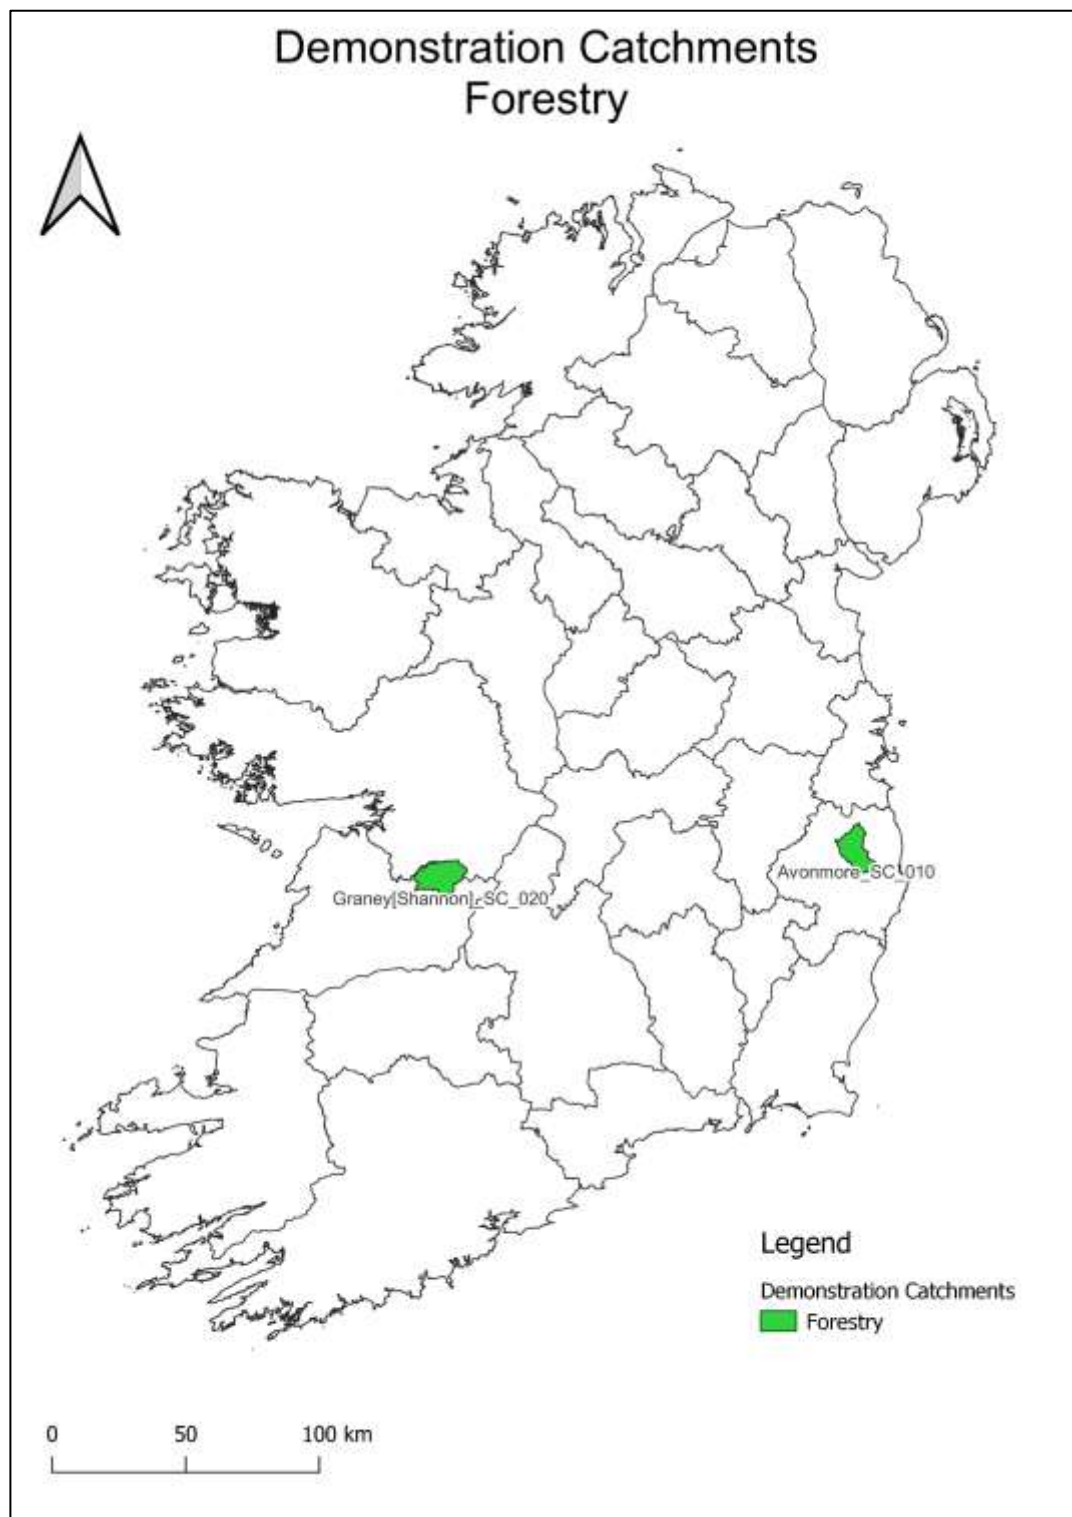 Demonstration Catchments
Forestry
Avonmore_SC_010
Graney[Shannon]_SC_020
Legend
Demonstration Catchments
Forestry
0 50 100 km